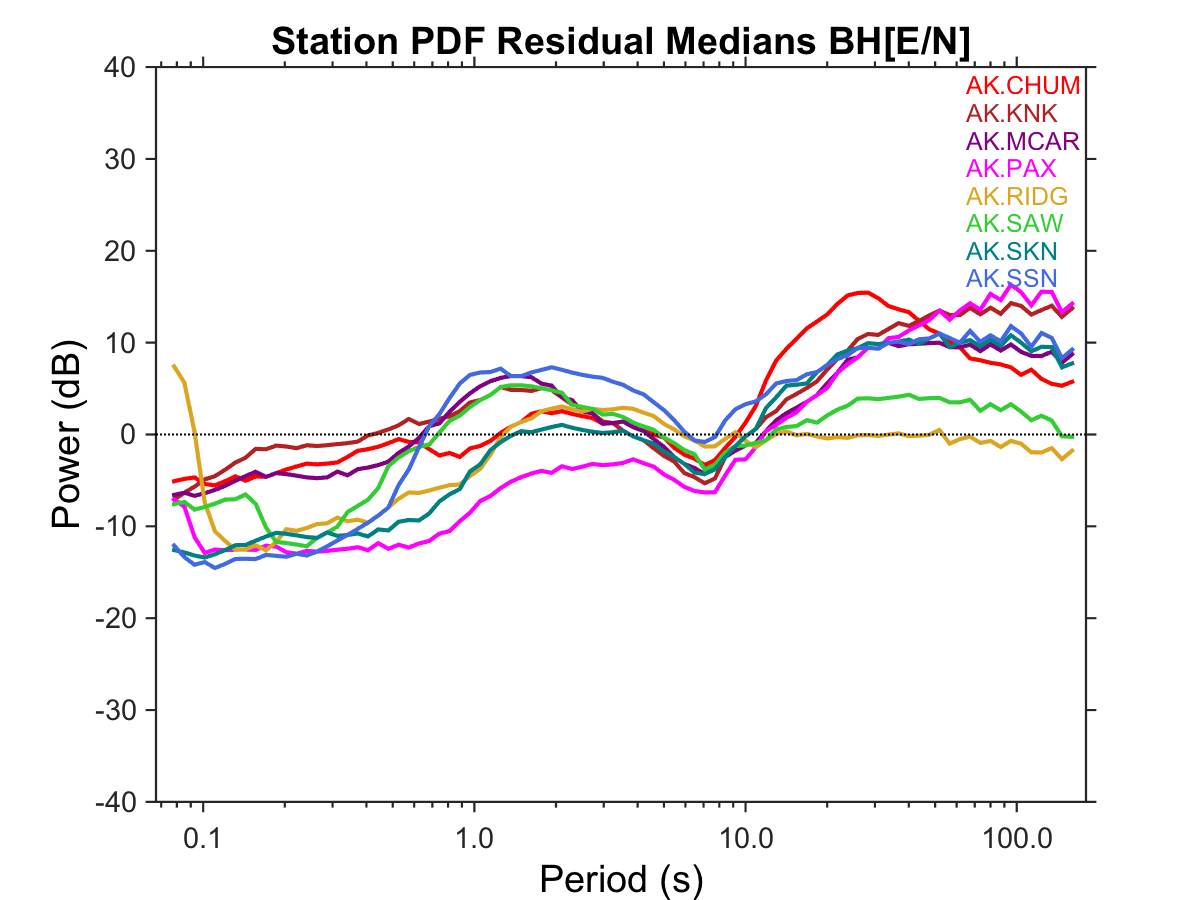 Station PDF Residual Medians BH[E/N]
40
30
20
10
0
-10
-20
-30
-40
Power (dB)
AK.CHUM
AK.KNK
AK.MCAR
AK.PAX
AK.RIDG
AK.SAW
AK.SKN
AK.SSN
0.1 1.0 10.0 100.0
Period (s)